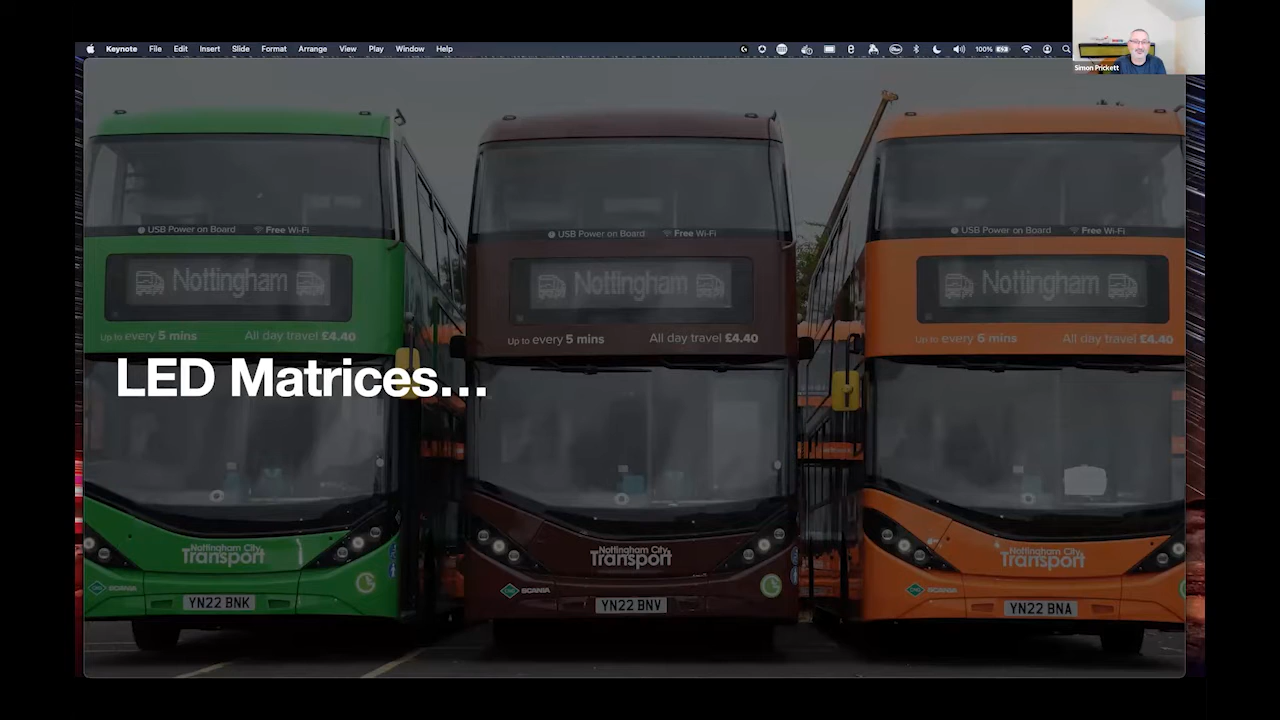 Keynote File Edit Insert Slide Format Arrange View Play Window Help
100%
Simon Prickett
USB Power on Board Free Wi-Fi
USB Power on Board Free Wi-Fi
USB Power on Board Free Wi-Fi
Nottingham
Nottingham
Nottingham
Up to every 5 mins All day travel £4.40
Up to every 5 mins All day travel £4.40
Up to every 6 mins All day travel £4.40
LED Matrices...
Nottingham City
Transport
Nottingham City
Transport
Nottingham City
Transport
SCANIA
SCANIA
SCANIA
YN22 BNK
YN22 BNV
YN22 BNA